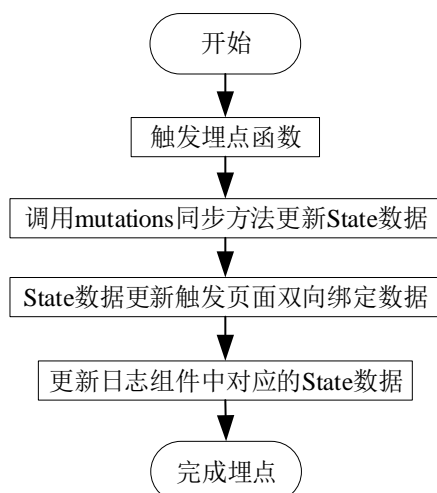 开始
触发埋点函数
调用mutations同步方法更新State数据
State数据更新触发页面双向绑定数据
更新日志组件中对应的State数据
完成埋点